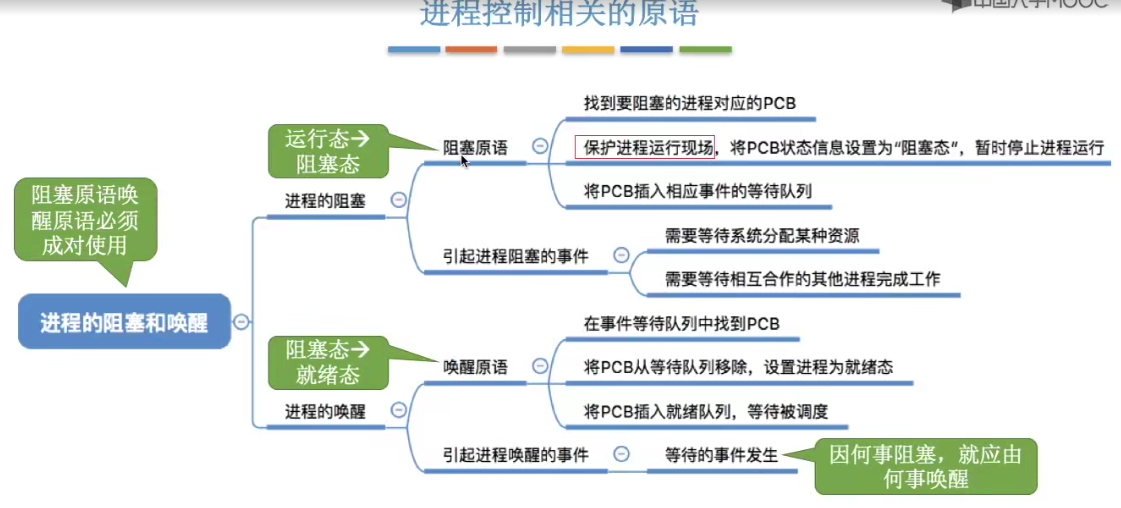 进程控制相关的原语
中国大学MOOC
运行态→
阻塞态
阻塞原语
找到要阻塞的进程对应的PCB
保护进程运行现场，将PCB状态信息设置为“阻塞态”，暂时停止进程运行
将PCB插入相应事件的等待队列
进程的阻塞
引起进程阻塞的事件
需要等待系统分配某种资源
需要等待相互合作的其他进程完成工作
阻塞原语唤
醒原语必须
成对使用
进程的阻塞和唤醒
阻塞态→
就绪态
唤醒原语
在事件等待队列中找到PCB
将PCB从等待队列移除，设置进程为就绪态
将PCB插入就绪队列，等待被调度
进程的唤醒
引起进程唤醒的事件
等待的事件发生
因何事阻塞，就应由
何事唤醒